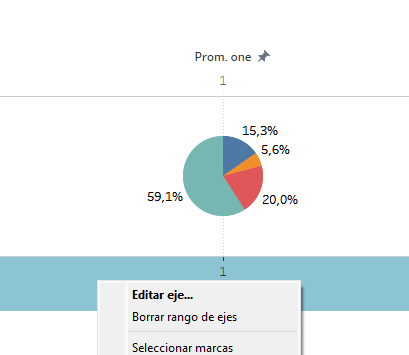 Prom. one
1
15,3%
5,6%
59,1%
20,0%
1
Editar eje...
Borrar rango de ejes
Seleccionar marcas